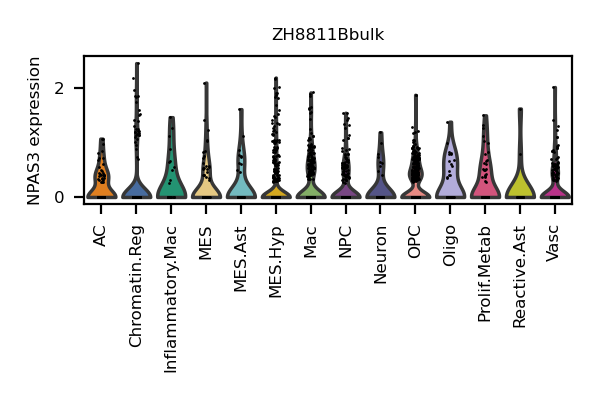 ZH8811Bbulk
NPAS3 expression
2
0
AC
Chromatin.Reg
Inflammatory.Mac
MES
MES.Ast
MES.Hyp
Mac
NPC
Neuron
OPC
Oligo
Prolif.Metab
Reactive.Ast
Vasc